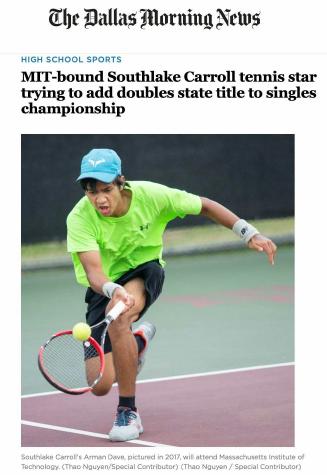 The Dallas Morning News
HIGH SCHOOL SPORTS
MIT-bound Southlake Carroll tennis star
trying to add doubles state title to singles
championship
Southlake Carroll's Arman Dave, pictured in 2017, will attend Massachusetts Institute of
Technology. (Thao Nguyen/Special Contributor) (Thao Nguyen / Special Contributor)